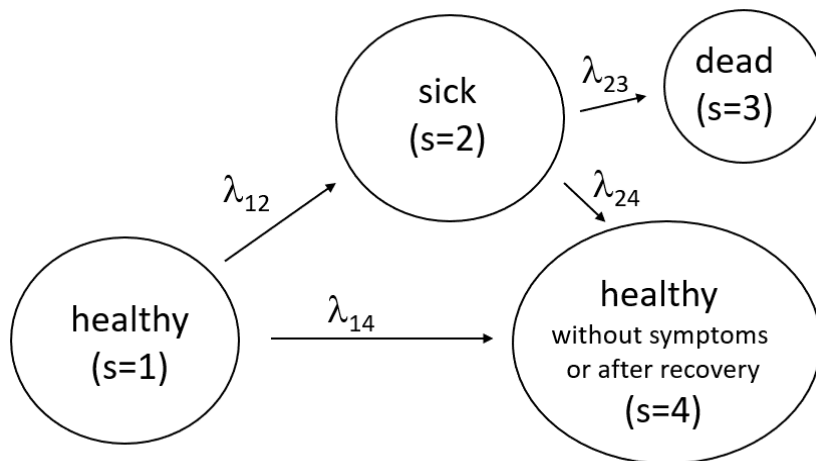 sick
(s=2)
λ23
dead
(s=3)
λ12
λ24
healthy
(s=1)
λ14
healthy
without symptoms
or after recovery
(s=4)